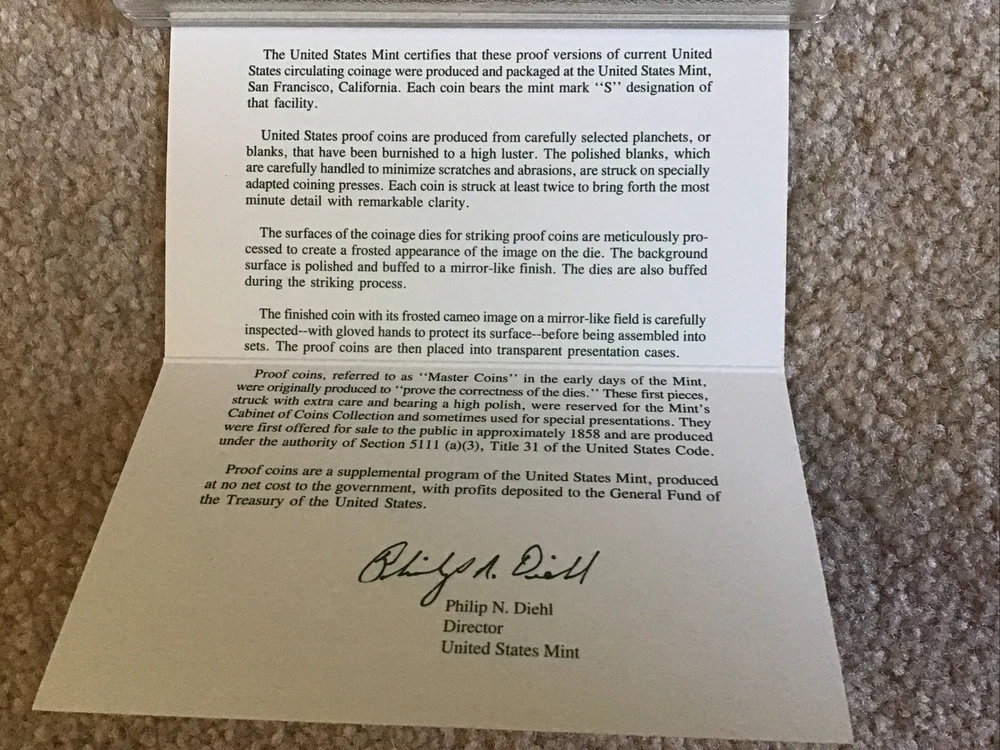 The United States Mint certifies that these proof versions of current United
States circulating coinage were produced and packaged at the United States Mint,
San Francisco, California. Each coin bears the mint mark ‘‘S’’ designation of
that facility.
United States proof coins are produced from carefully selected planchets, or
blanks, that have been burnished to a high luster. The polished blanks, which
are carefully handled to minimize scratches and abrasions, are struck on specially
adapted coining presses. Each coin is struck at least twice to bring forth the most
minute detail with remarkable clarity.
The surfaces of the coinage dies for striking proof coins are meticulously pro-
cessed to create a frosted appearance of the image on the die. The background
surface is polished and buffed to a mirror-like finish. The dies are also buffed
during the striking process.
The finished coin with its frosted cameo image on a mirror-like field is carefully
inspected--with gloved hands to protect its surface--before being assembled into
sets. The proof coins are then placed into transparent presentation cases.
Proof coins, referred to as ‘‘Master Coins’’ in the early days of the Mint,
were originally produced to ‘‘prove the correctness of the dies.’’ These first pieces,
struck with extra care and bearing a high polish, were reserved for the Mint's
Cabinet of Coins Collection and sometimes used for special presentations. They
were first offered for sale to the public in approximately 1858 and are produced
under the authority of Section 5111 (a)(3), Title 31 of the United States Code.
Proof coins are a supplemental program of the United States Mint, produced
at no net cost to the government, with profits deposited to the General Fund of
the Treasury of the United States.
Philip N. Diehl
Philip N. Diehl
Director
United States Mint